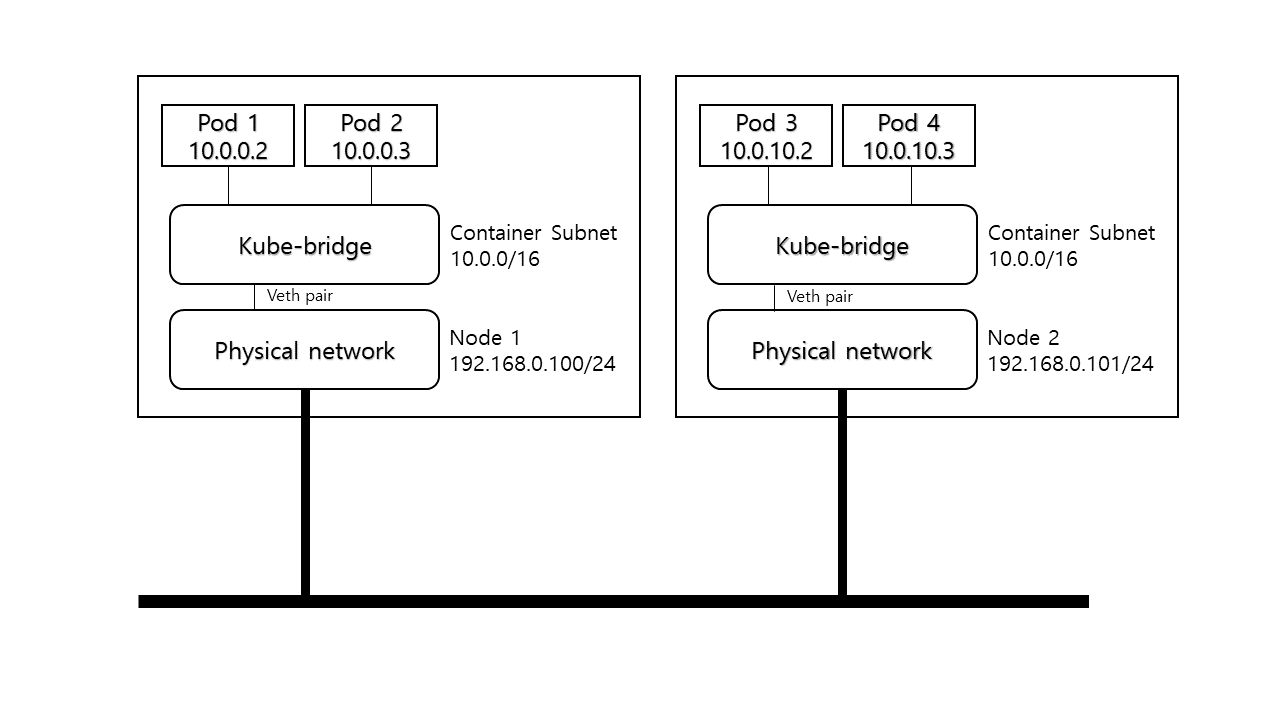 Pod 1
10.0.0.2
Pod 2
10.0.0.3
Kube-bridge
Container Subnet
10.0.0/16
Veth pair
Physical network
Node 1
192.168.0.100/24
Pod 3
10.0.10.2
Pod 4
10.0.10.3
Kube-bridge
Container Subnet
10.0.0/16
Veth pair
Physical network
Node 2
192.168.0.101/24